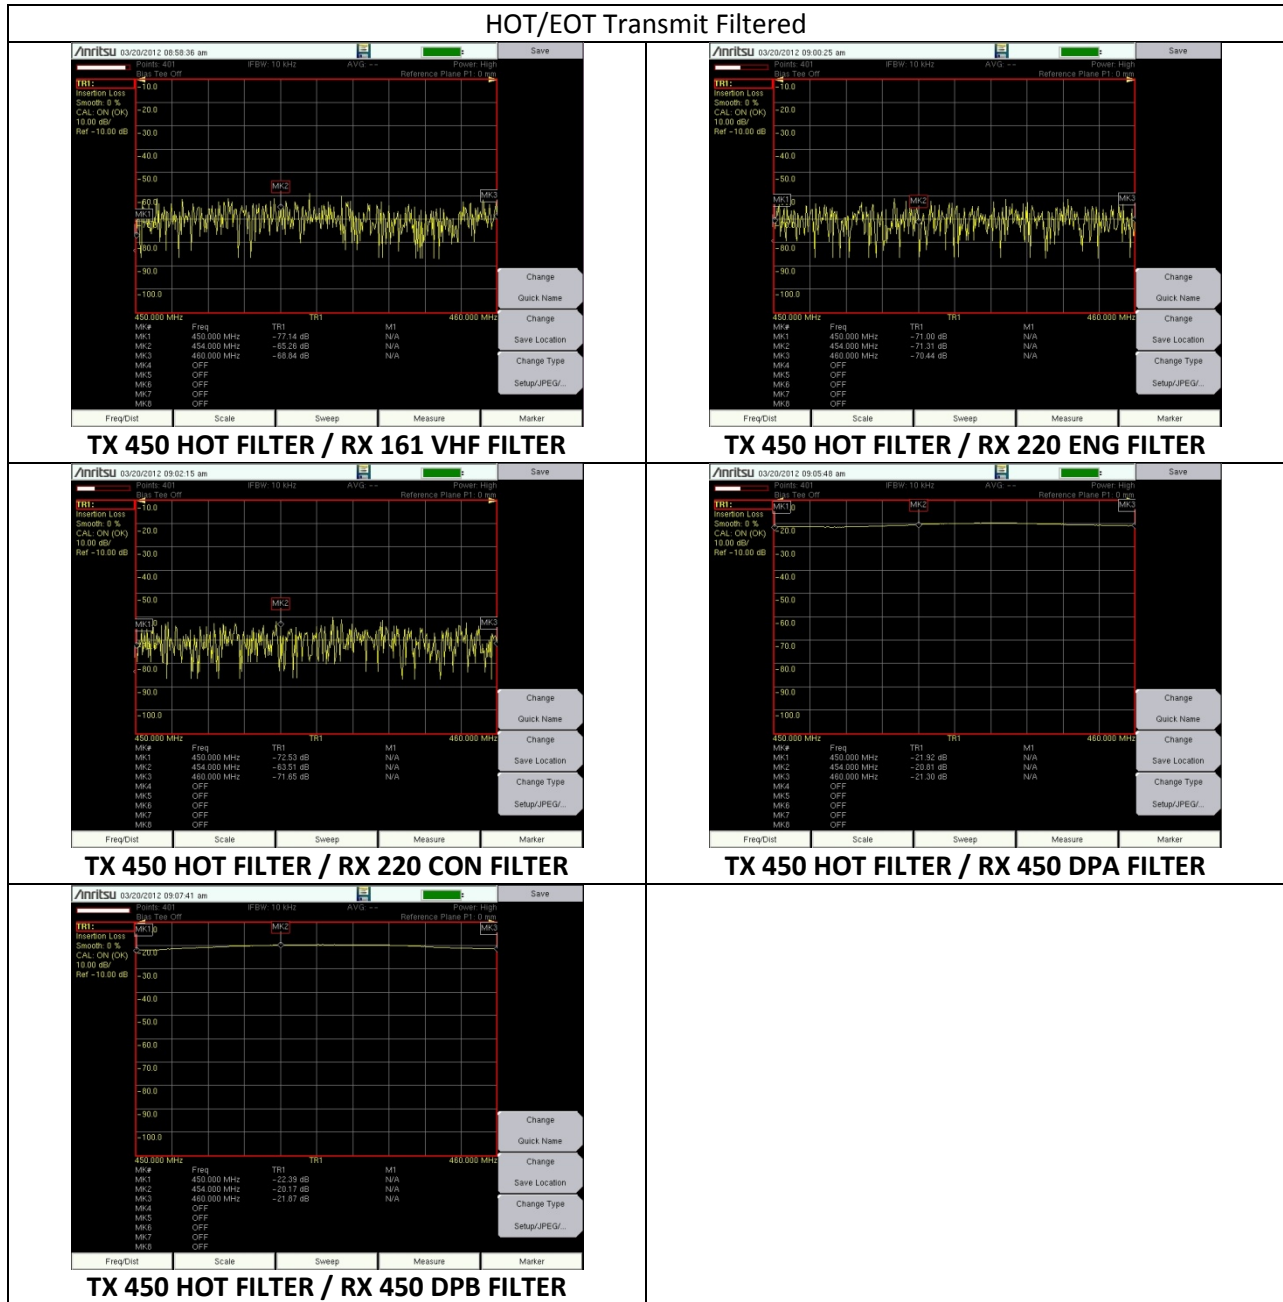 HOT/EOT Transmit Filtered
Anritsu 03/20/2012 08:58:36 am
Save
Points: 401 IFBW: 10 kHz AVG: -- Power: High
Bias Tee Off Reference Plane P1: 0 mm
TR1:
Insertion Loss
Smooth: 0 %
CAL: ON (OK)
10.00 dB/
Ref -10.00 dB
-10.0
-20.0
-30.0
-40.0
-50.0
-80.0
-90.0
-100.0
MK1
MK2
MK3
450.000 MHz TR1 460.000 MHz
MK# Freq TR1 M1
MK1 450.000 MHz -77.14 dB N/A
MK2 454.000 MHz -65.26 dB N/A
MK3 460.000 MHz -68.84 dB N/A
MK4 OFF
MK5 OFF
MK6 OFF
MK7 OFF
MK8 OFF
Change
Quick Name
Change
Save Location
Change Type
Setup/JPEG/...
Freq/Dist Scale Sweep Measure Marker
TX 450 HOT FILTER / RX 161 VHF FILTER
Anritsu 03/20/2012 09:00:25 am
Save
Points: 401 IFBW: 10 kHz AVG: -- Power: High
Bias Tee Off Reference Plane P1: 0 mm
TR1:
Insertion Loss
Smooth: 0 %
CAL: ON (OK)
10.00 dB/
Ref -10.00 dB
-10.0
-20.0
-30.0
-40.0
-50.0
-80.0
-90.0
-100.0
MK1
MK2
MK3
450.000 MHz TR1 460.000 MHz
MK# Freq TR1 M1
MK1 450.000 MHz -71.00 dB N/A
MK2 454.000 MHz -71.31 dB N/A
MK3 460.000 MHz -70.44 dB N/A
MK4 OFF
MK5 OFF
MK6 OFF
MK7 OFF
MK8 OFF
Change
Quick Name
Change
Save Location
Change Type
Setup/JPEG/...
Freq/Dist Scale Sweep Measure Marker
TX 450 HOT FILTER / RX 220 ENG FILTER
Anritsu 03/20/2012 09:02:15 am
Save
Points: 401 IFBW: 10 kHz AVG: -- Power: High
Bias Tee Off Reference Plane P1: 0 mm
TR1:
Insertion Loss
Smooth: 0 %
CAL: ON (OK)
10.00 dB/
Ref -10.00 dB
-10.0
-20.0
-30.0
-40.0
-50.0
-80.0
-90.0
-100.0
MK1
MK2
MK3
450.000 MHz TR1 460.000 MHz
MK# Freq TR1 M1
MK1 450.000 MHz -72.53 dB N/A
MK2 454.000 MHz -63.51 dB N/A
MK3 460.000 MHz -71.65 dB N/A
MK4 OFF
MK5 OFF
MK6 OFF
MK7 OFF
MK8 OFF
Change
Quick Name
Change
Save Location
Change Type
Setup/JPEG/...
Freq/Dist Scale Sweep Measure Marker
TX 450 HOT FILTER / RX 220 CON FILTER
Anritsu 03/20/2012 09:05:48 am
Save
Points: 401 IFBW: 10 kHz AVG: -- Power: High
Bias Tee Off Reference Plane P1: 0 mm
TR1:
Insertion Loss
Smooth: 0 %
CAL: ON (OK)
10.00 dB/
Ref -10.00 dB
MK1
MK2
MK3
-20.0
-30.0
-40.0
-50.0
-60.0
-70.0
-80.0
-90.0
-100.0
450.000 MHz TR1 460.000 MHz
MK# Freq TR1 M1
MK1 450.000 MHz -21.92 dB N/A
MK2 454.000 MHz -20.81 dB N/A
MK3 460.000 MHz -21.30 dB N/A
MK4 OFF
MK5 OFF
MK6 OFF
MK7 OFF
MK8 OFF
Change
Quick Name
Change
Save Location
Change Type
Setup/JPEG/...
Freq/Dist Scale Sweep Measure Marker
TX 450 HOT FILTER / RX 450 DPA FILTER
Anritsu 03/20/2012 09:07:41 am
Save
Points: 401 IFBW: 10 kHz AVG: -- Power: High
Bias Tee Off Reference Plane P1: 0 mm
TR1:
Insertion Loss
Smooth: 0 %
CAL: ON (OK)
10.00 dB/
Ref -10.00 dB
MK1
MK2
MK3
-20.0
-30.0
-40.0
-50.0
-60.0
-70.0
-80.0
-90.0
-100.0
450.000 MHz TR1 460.000 MHz
MK# Freq TR1 M1
MK1 450.000 MHz -22.39 dB N/A
MK2 454.000 MHz -20.17 dB N/A
MK3 460.000 MHz -21.87 dB N/A
MK4 OFF
MK5 OFF
MK6 OFF
MK7 OFF
MK8 OFF
Change
Quick Name
Change
Save Location
Change Type
Setup/JPEG/...
Freq/Dist Scale Sweep Measure Marker
TX 450 HOT FILTER / RX 450 DPB FILTER